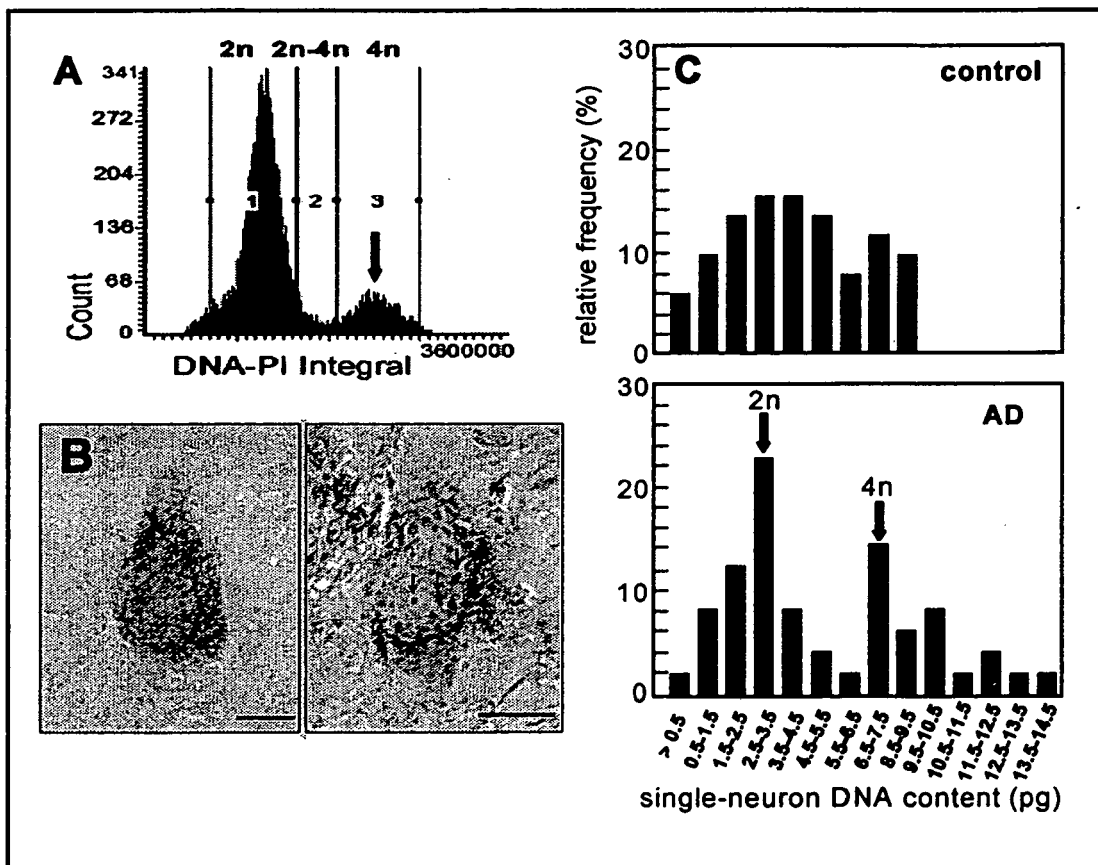 A
2n 2n-4n 4n
341
272
204
136
68
0
Count
1 2 3
3600000
DNA-PI Integral
B
C
control
30
20
10
0
relative frequency (%)
AD
30
20
10
0
2n
4n
> 0.5
0.5-1.5
1.5-2.5
2.5-3.5
3.5-4.5
4.5-5.5
5.5-6.5
6.5-7.5
8.5-9.5
9.5-10.5
10.5-11.5
11.5-12.5
12.5-13.5
13.5-14.5
single-neuron DNA content (pg)